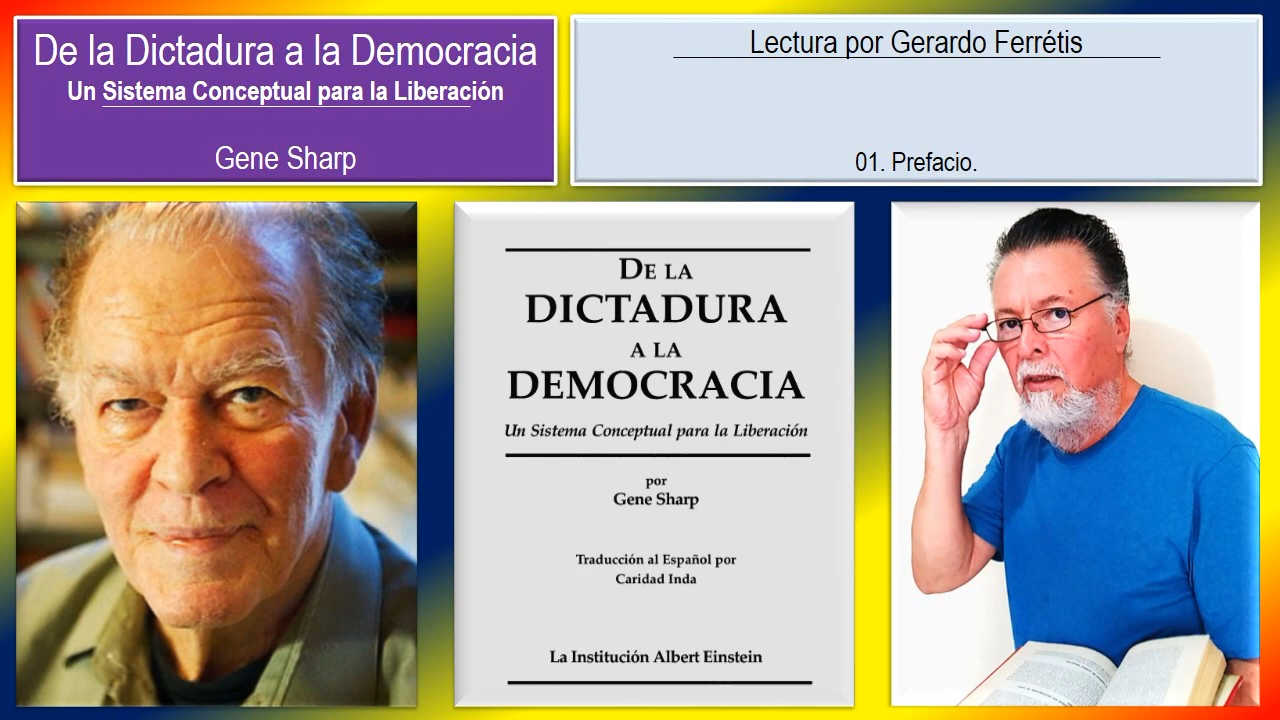 De la Dictadura a la Democracia
Un Sistema Conceptual para la Liberación
Gene Sharp
Lectura por Gerardo Ferrétis
01. Prefacio.
DE LA
DICTADURA
A LA
DEMOCRACIA
Un Sistema Conceptual para la Liberación
por
Gene Sharp
Traducción al Español por
Caridad Inda
La Institución Albert Einstein